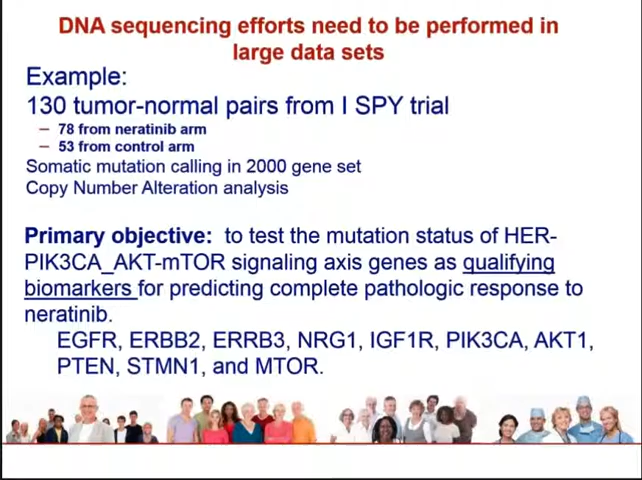 DNA sequencing efforts need to be performed in
large data sets
Example:
130 tumor-normal pairs from I SPY trial
– 78 from neratinib arm
– 53 from control arm
Somatic mutation calling in 2000 gene set
Copy Number Alteration analysis
Primary objective: to test the mutation status of HER-
PIK3CA_AKT-mTOR signaling axis genes as qualifying
biomarkers for predicting complete pathologic response to
neratinib.
EGFR, ERBB2, ERRB3, NRG1, IGF1R, PIK3CA, AKT1,
PTEN, STMN1, and MTOR.